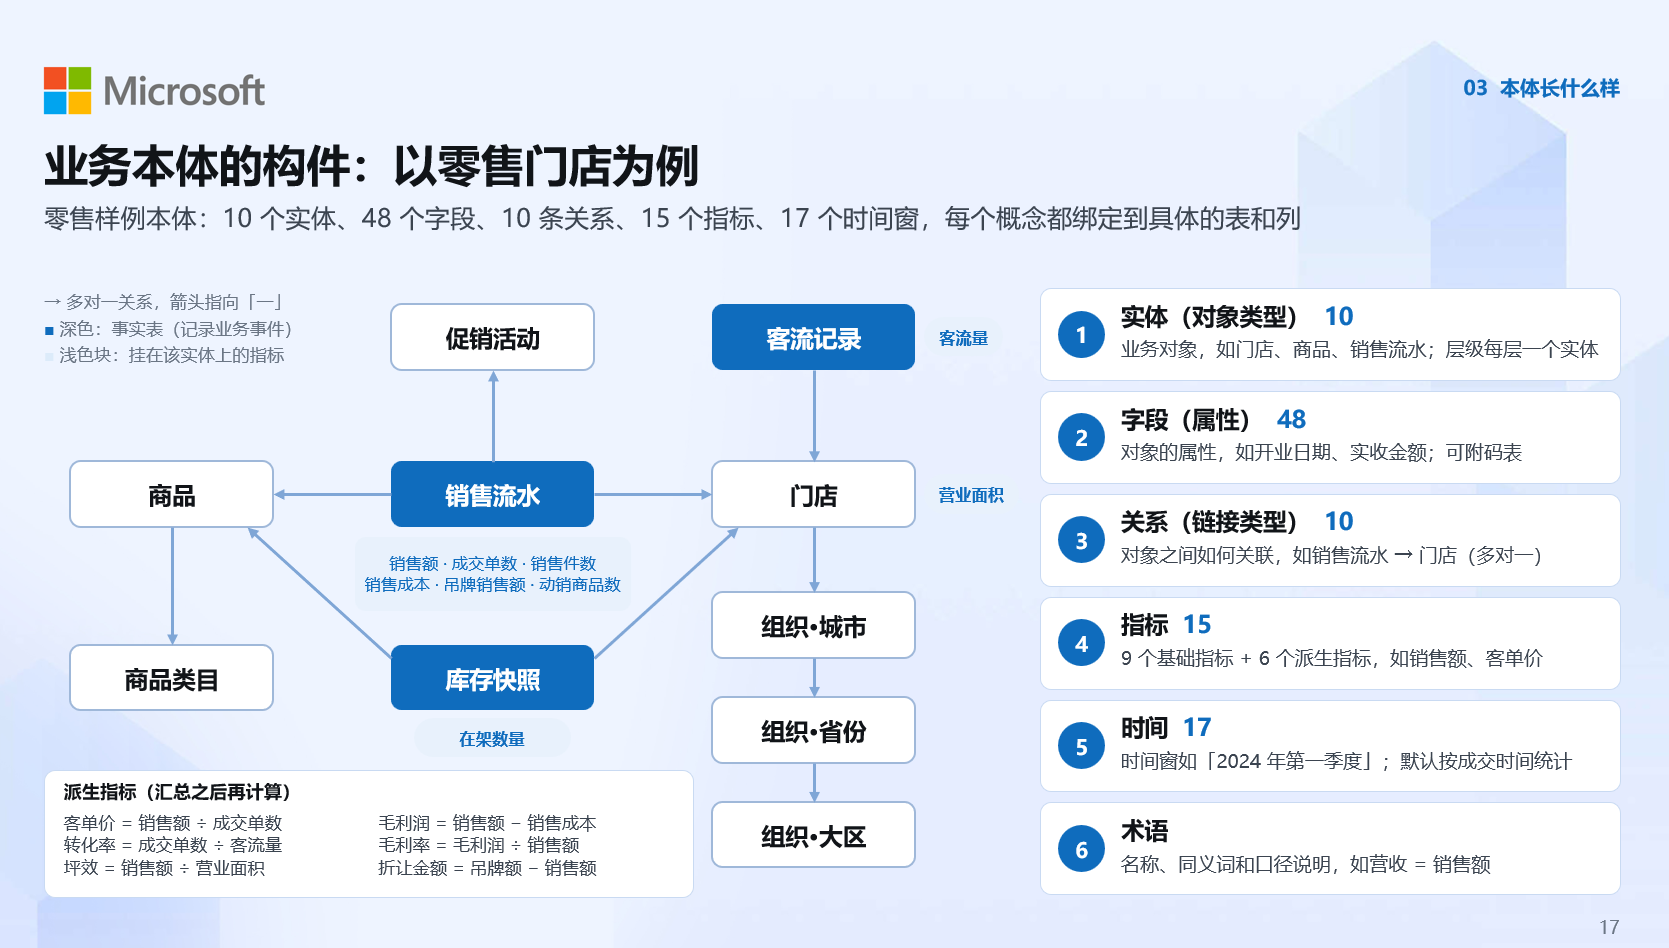 Microsoft
03 本体长什么样
业务本体的构件：以零售门店为例
零售样例本体：10 个实体、48 个字段、10 条关系、15 个指标、17 个时间窗，每个概念都绑定到具体的表和列
→ 多对一关系，箭头指向「一」
■ 深色：事实表（记录业务事件）
■ 浅色块：挂在该实体上的指标
促销活动
客流记录
客流量
商品
销售流水
门店
营业面积
销售额 · 成交单数 · 销售件数
销售成本 · 吊牌销售额 · 动销商品数
组织·城市
商品类目
库存快照
在架数量
组织·省份
组织·大区
派生指标（汇总之后再计算）
客单价 = 销售额 ÷ 成交单数
转化率 = 成交单数 ÷ 客流量
坪效 = 销售额 ÷ 营业面积
毛利润 = 销售额 − 销售成本
毛利率 = 毛利润 ÷ 销售额
折让金额 = 吊牌额 − 销售额
1
实体（对象类型） 10
业务对象，如门店、商品、销售流水；层级每层一个实体
2
字段（属性） 48
对象的属性，如开业日期、实收金额；可附码表
3
关系（链接类型） 10
对象之间如何关联，如销售流水 → 门店（多对一）
4
指标 15
9 个基础指标 + 6 个派生指标，如销售额、客单价
5
时间 17
时间窗如「2024 年第一季度」；默认按成交时间统计
6
术语
名称、同义词和口径说明，如营收 = 销售额
17